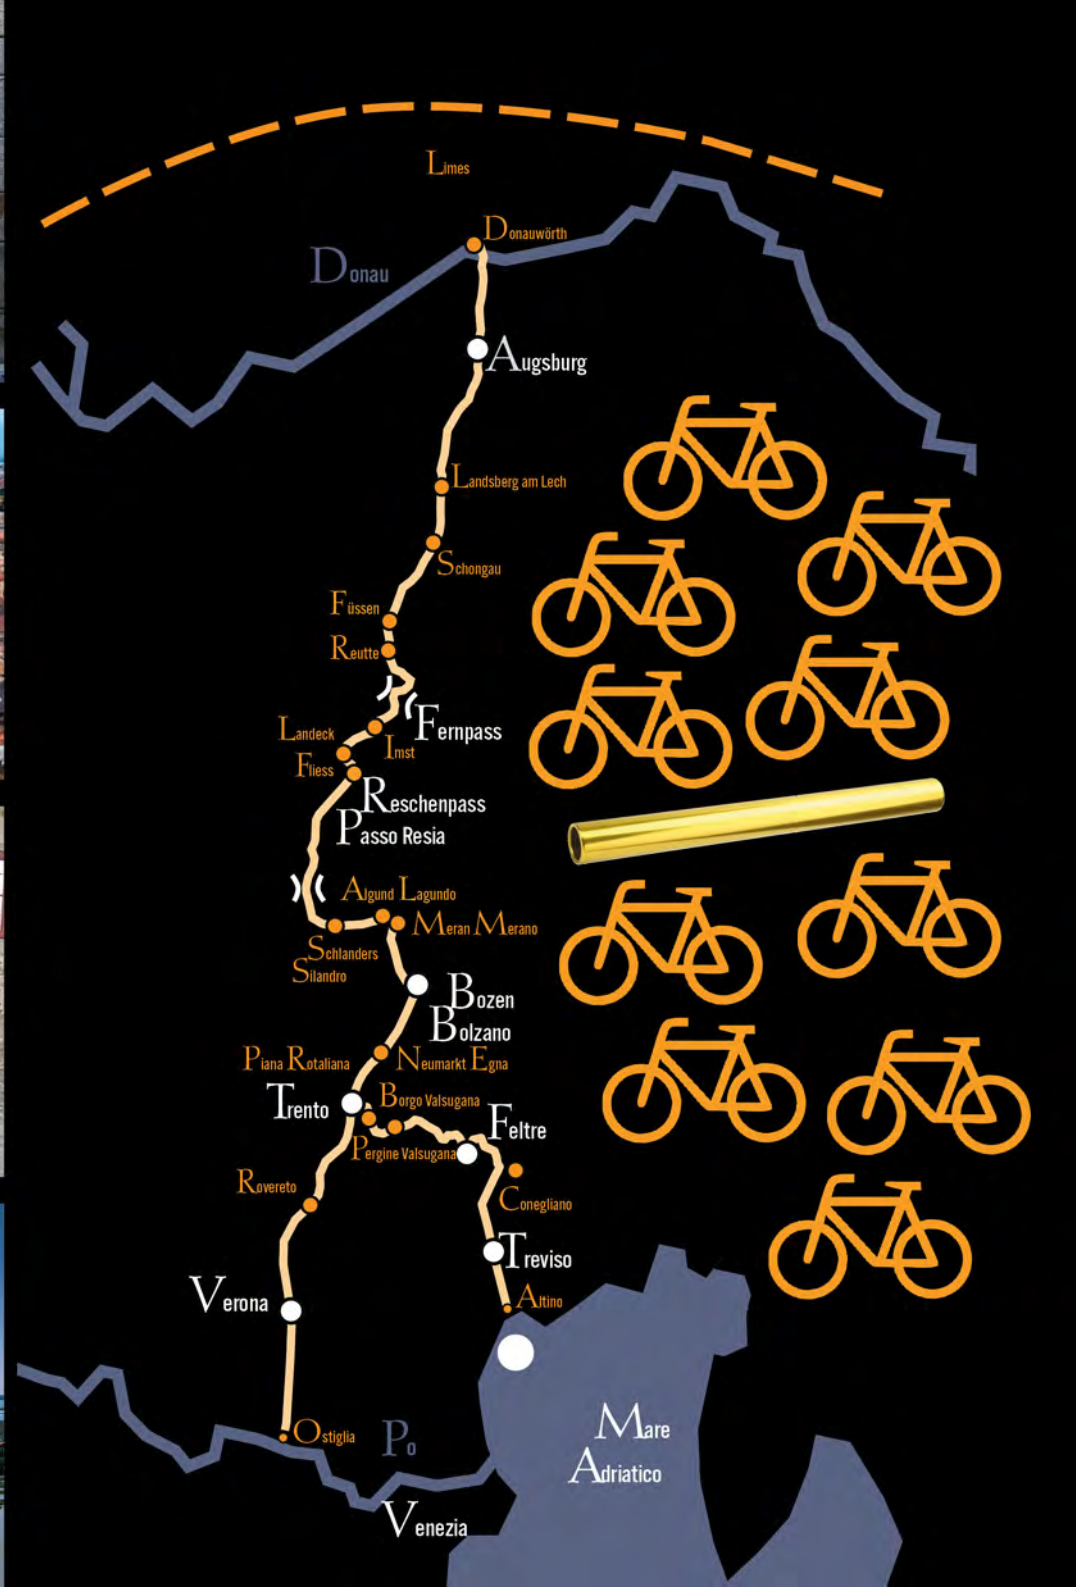 Limes
Donauwörth
Donau
Augsburg
Landsberg am Lech
Schongau
Füssen
Reutte
Fernpass
Landeck
Imst
Fliess
Reschenpass
Passo Resia
Algund Lagundo
Meran Merano
Schlanders
Silandro
Bozen
Bolzano
Piana Rotaliana
Neumarkt Egna
Trento
Borgo Valsugana
Feltre
Pergine Valsugana
Rovereto
Conegliano
Treviso
Verona
Altino
Ostiglia
Po
Mare
Adriatico
Venezia